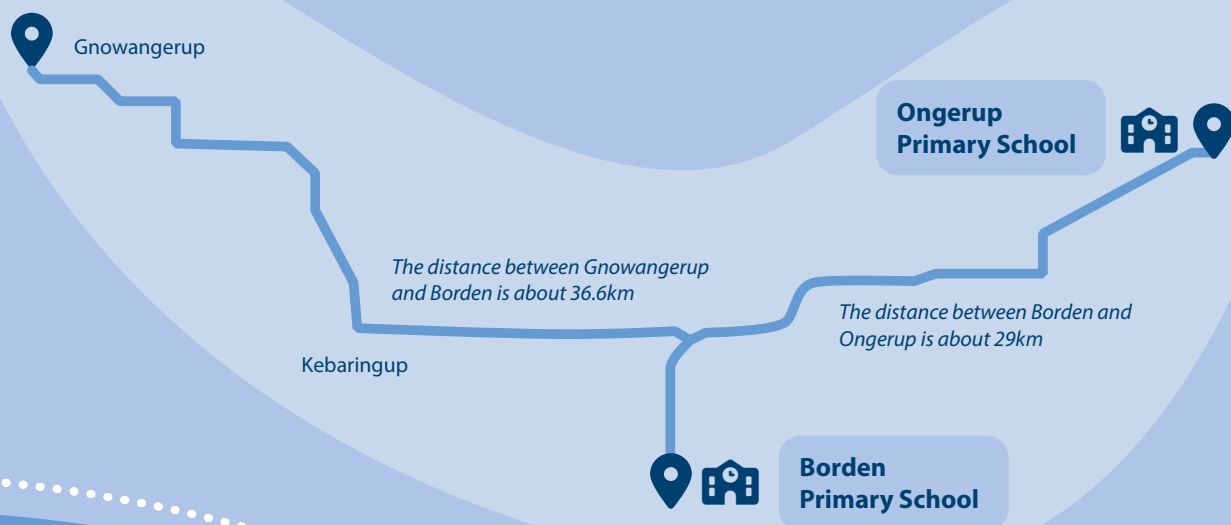 Gnowangerup
Ongerup
Primary School
The distance between Gnowangerup
and Borden is about 36.6km
The distance between Borden and
Ongerup is about 29km
Kebaringup
Borden
Primary School